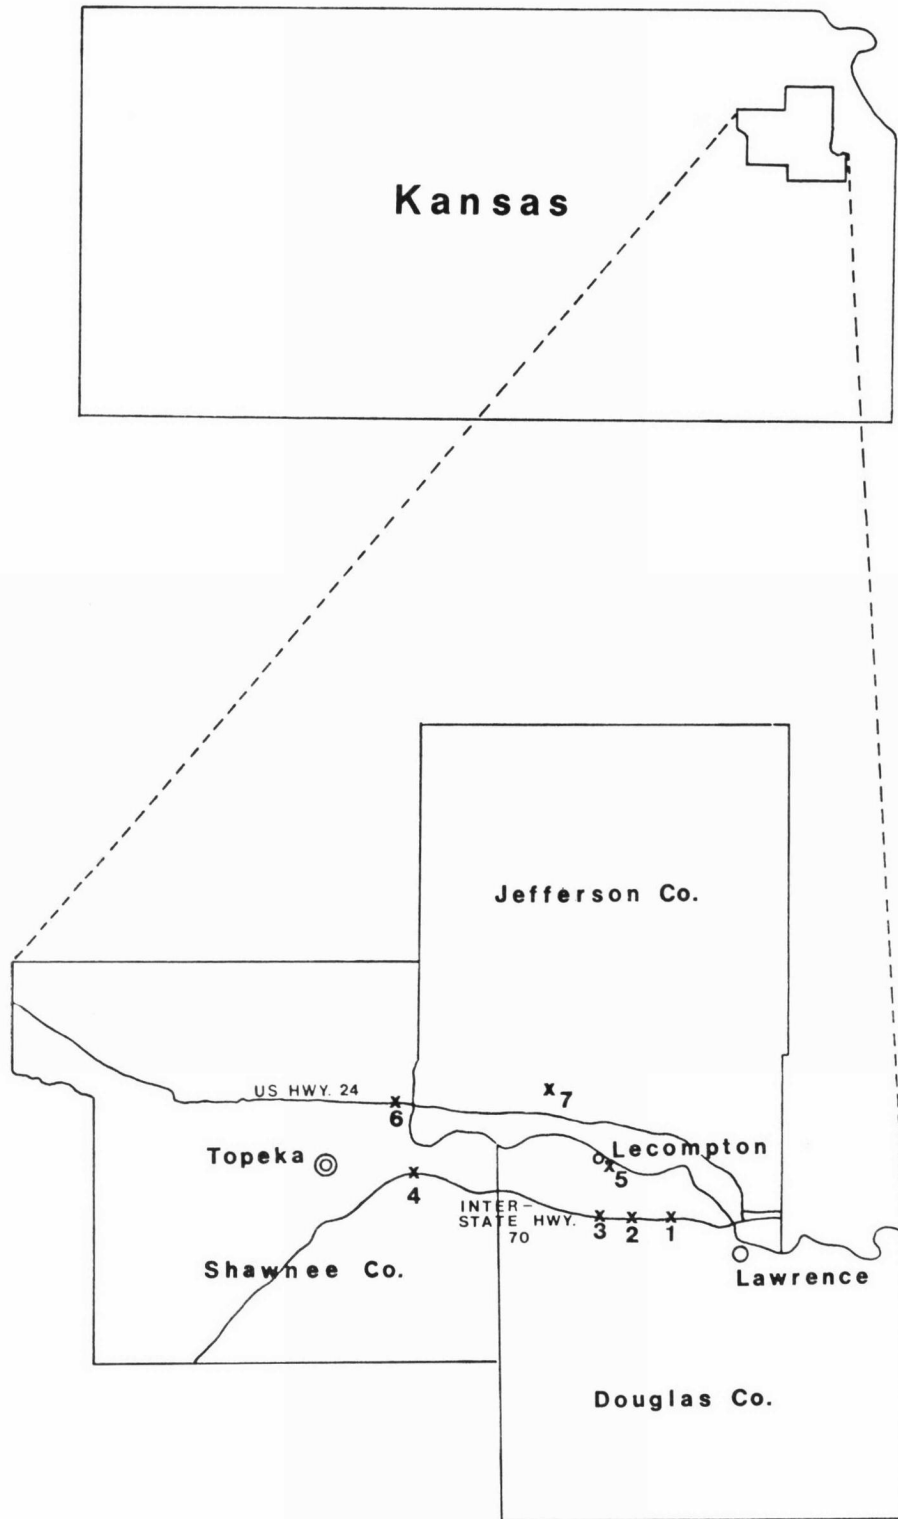 Kansas
Jefferson Co.
US HWY. 24
6
7
Topeka
Lecompton
5
4
INTER-
STATE HWY.
70
3 2 1
Shawnee Co.
Lawrence
Douglas Co.